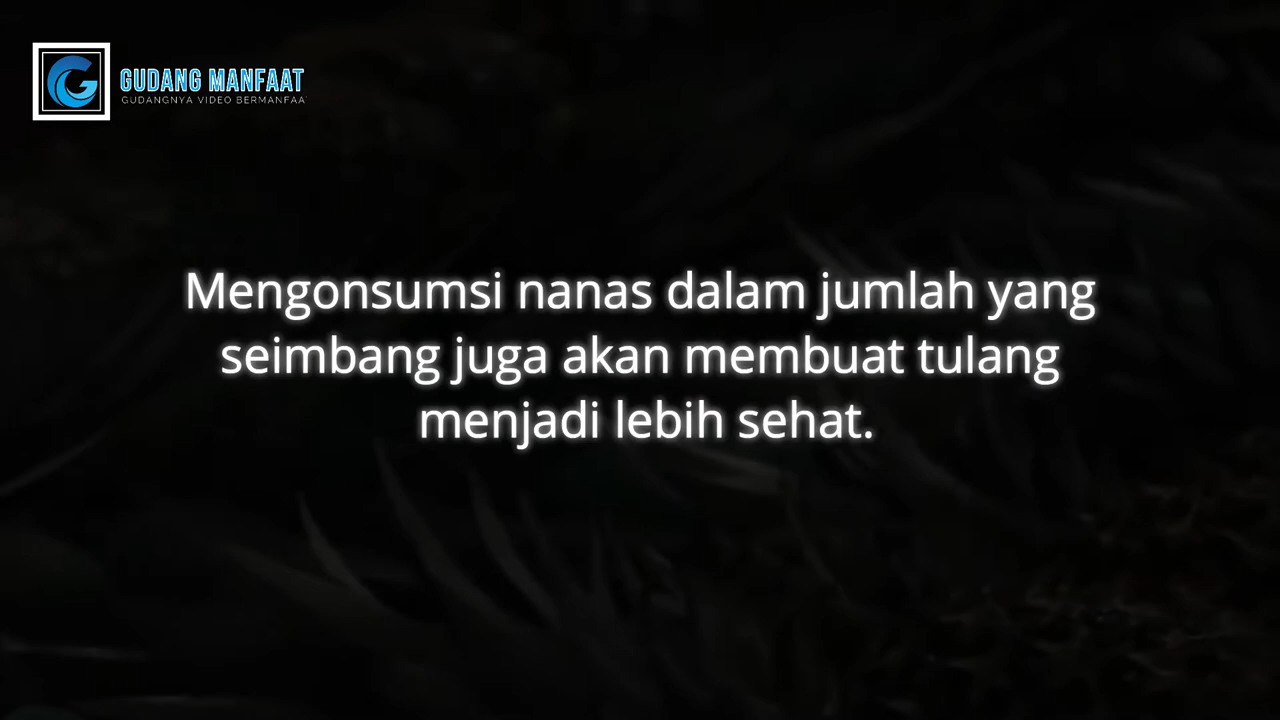 GUDANG MANFAAT
GUDANGNYA VIDEO BERMANFAA
Mengonsumsi nanas dalam jumlah yang
seimbang juga akan membuat tulang
menjadi lebih sehat.